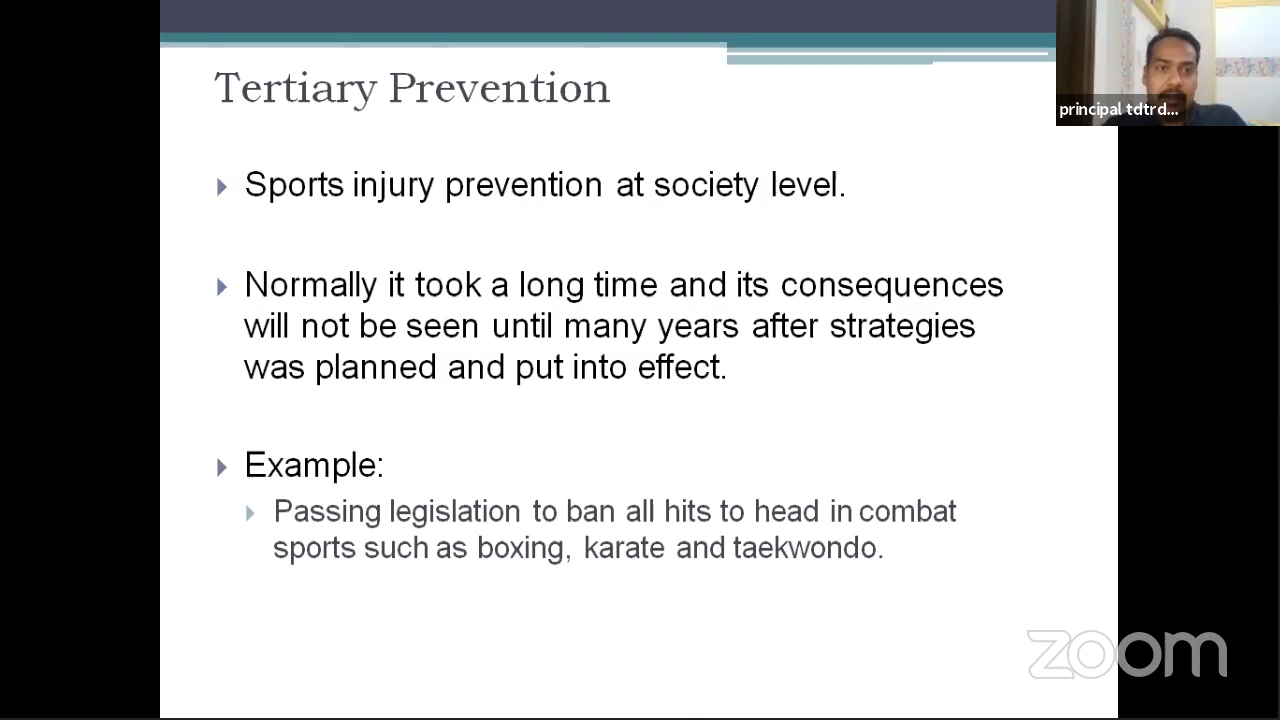 Tertiary Prevention
principal tdtrd...
Sports injury prevention at society level.
Normally it took a long time and its consequences
will not be seen until many years after strategies
was planned and put into effect.
Example:
Passing legislation to ban all hits to head in combat
sports such as boxing, karate and taekwondo.
zoom